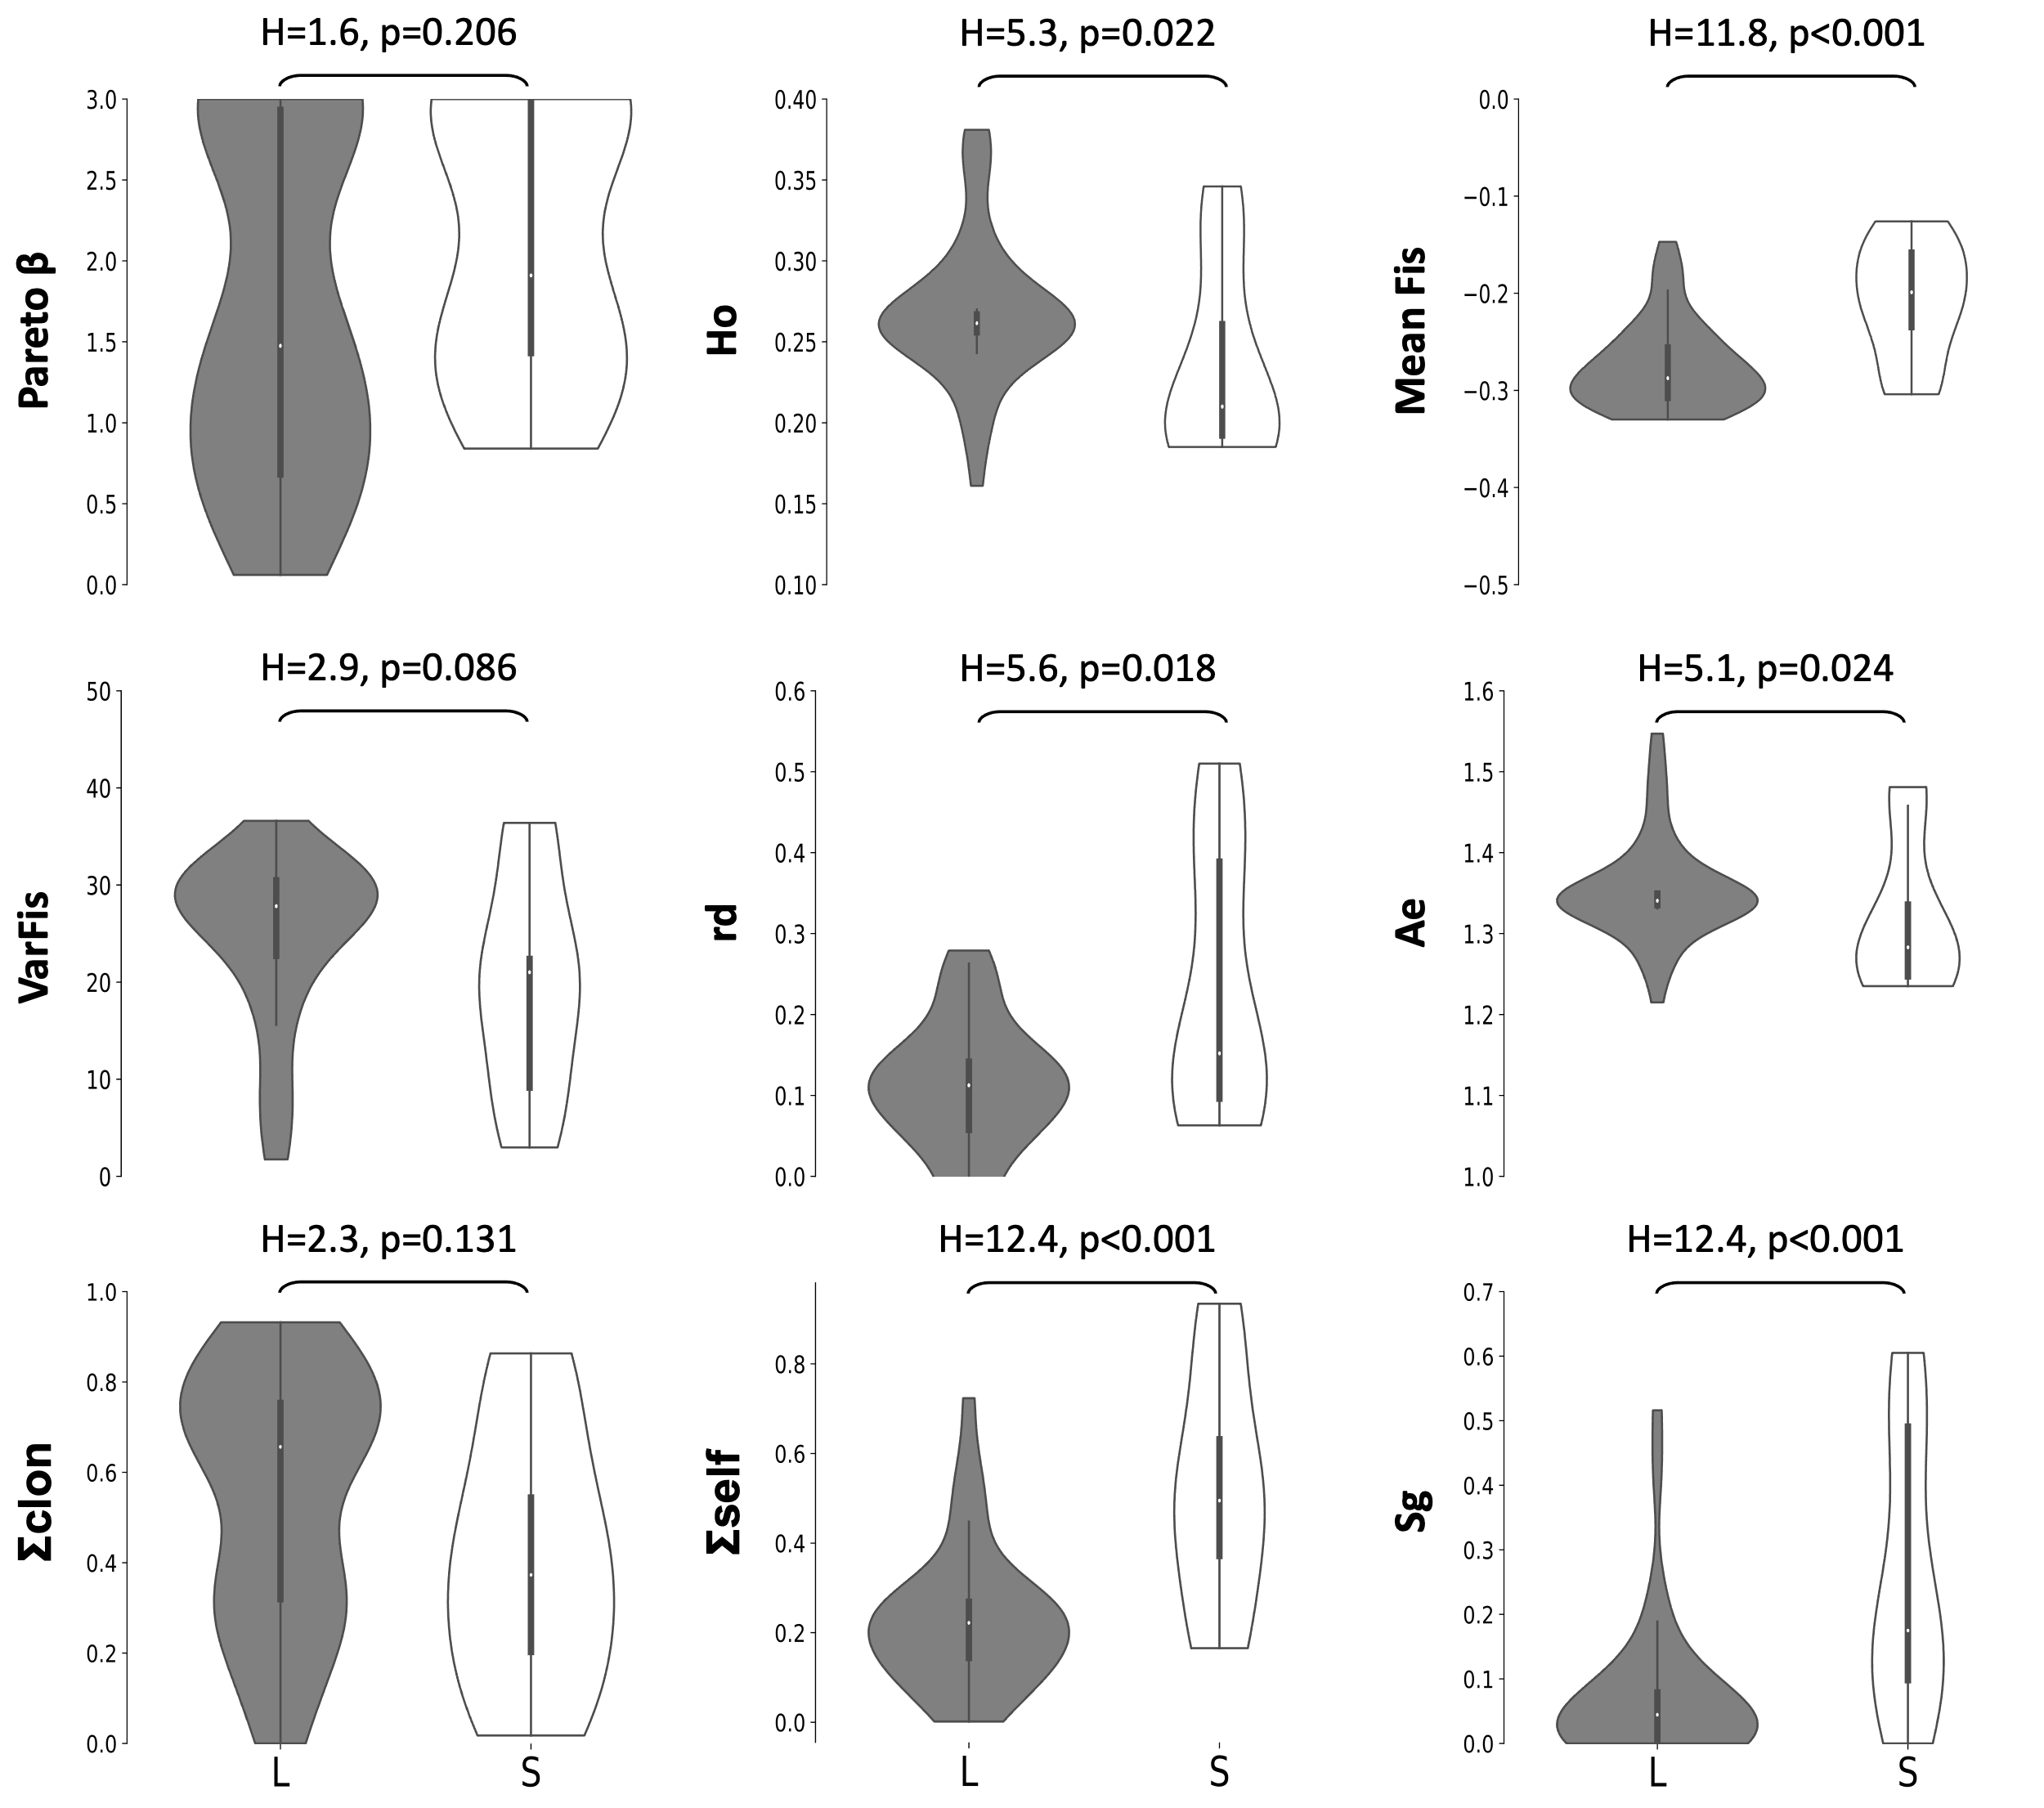 H=1.6, p=0.206
H=5.3, p=0.022
H=11.8, p<0.001
Pareto β
3.0
2.5
2.0
1.5
1.0
0.5
0.0
Ho
0.40
0.35
0.30
0.25
0.20
0.15
0.10
Mean Fis
0.0
−0.1
−0.2
−0.3
−0.4
−0.5
H=2.9, p=0.086
H=5.6, p=0.018
H=5.1, p=0.024
VarFis
50
40
30
20
10
0
rd
0.6
0.5
0.4
0.3
0.2
0.1
0.0
Ae
1.6
1.5
1.4
1.3
1.2
1.1
1.0
H=2.3, p=0.131
H=12.4, p<0.001
H=12.4, p<0.001
Σclon
1.0
0.8
0.6
0.4
0.2
0.0
L S
Σself
0.8
0.6
0.4
0.2
0.0
L S
Sg
0.7
0.6
0.5
0.4
0.3
0.2
0.1
0.0
L S